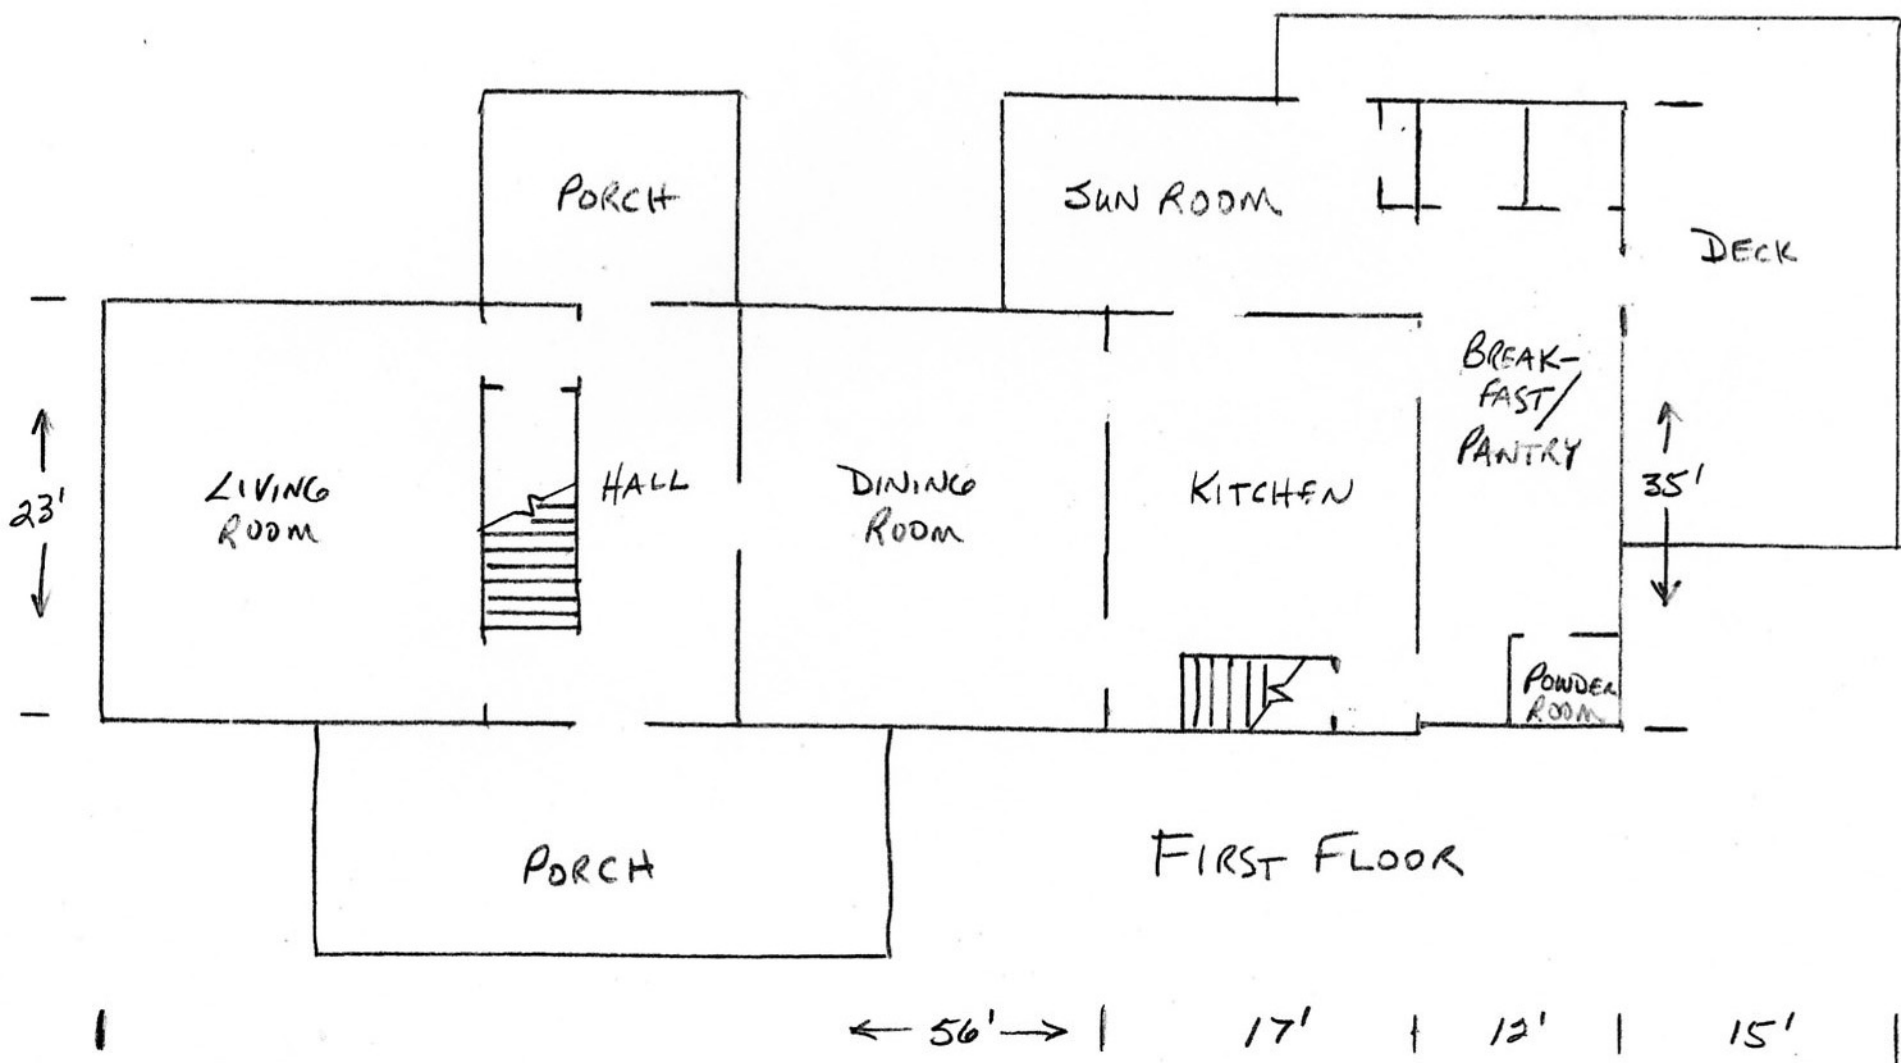 PORCH
SUN ROOM
DECK
BREAK-
FAST/
PANTRY
23'
LIVING
ROOM
HALL
DINING
ROOM
KITCHEN
35'
POWDER
ROOM
PORCH
FIRST FLOOR
56'
17'
12'
15'